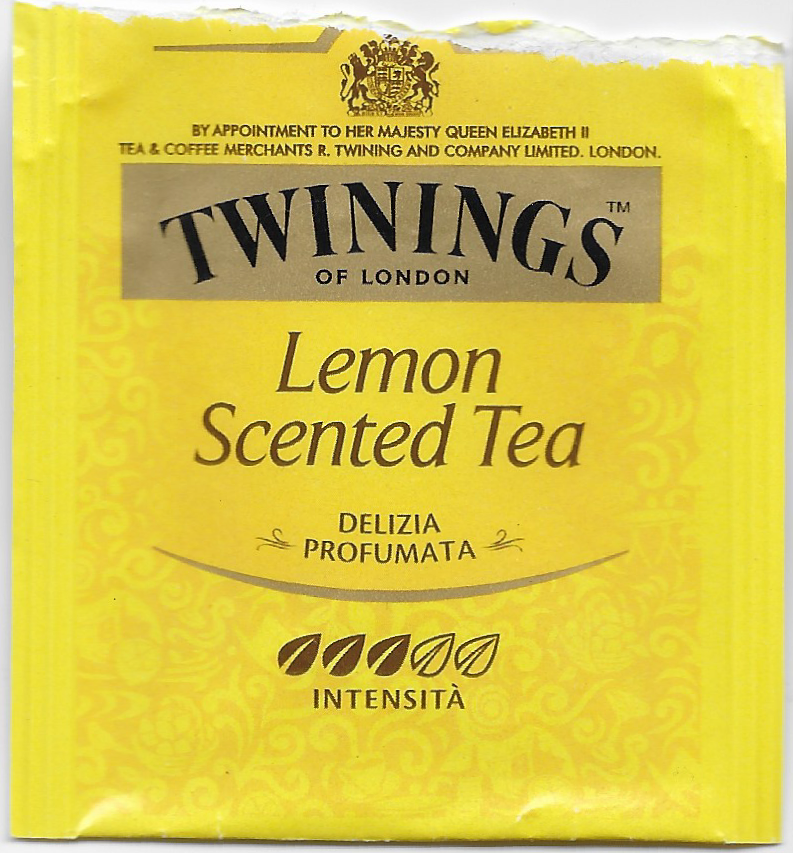 BY APPOINTMENT TO HER MAJESTY QUEEN ELIZABETH II
TEA & COFFEE MERCHANTS R. TWINING AND COMPANY LIMITED. LONDON.
TWININGS™
OF LONDON
Lemon
Scented Tea
DELIZIA
PROFUMATA
INTENSITÀ